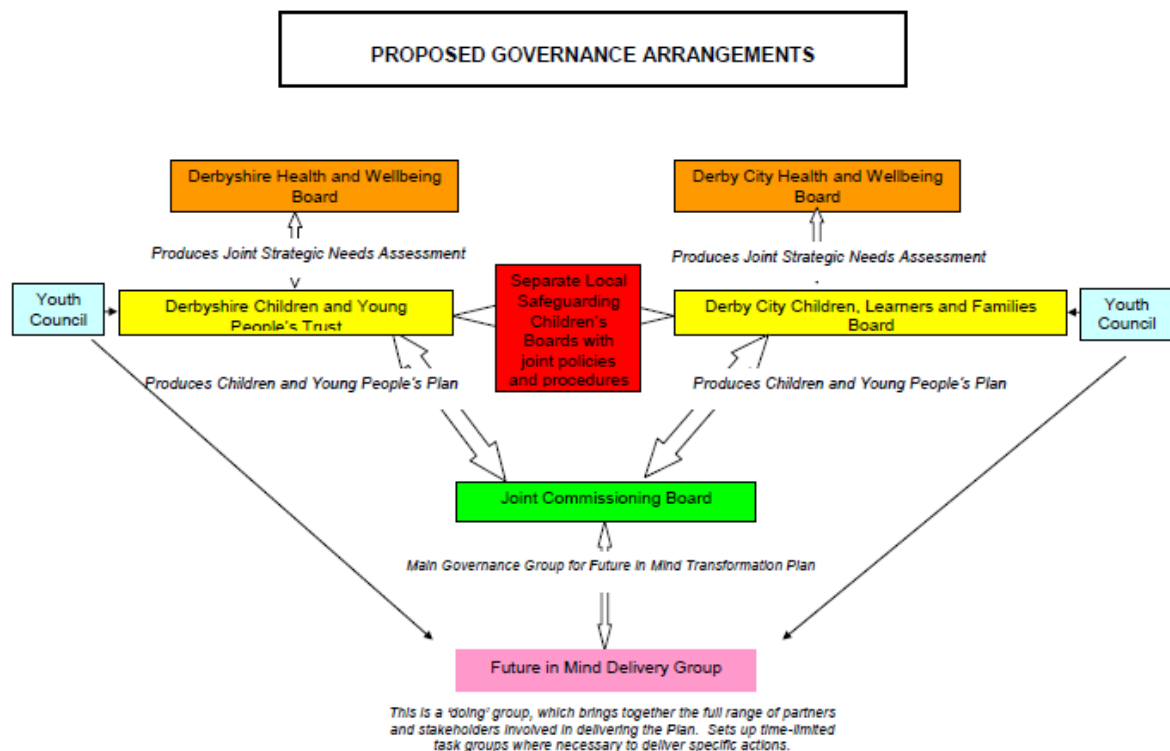 PROPOSED GOVERNANCE ARRANGEMENTS
Derbyshire Health and Wellbeing
Board
Derby City Health and Wellbeing
Board
Produces Joint Strategic Needs Assessment
Produces Joint Strategic Needs Assessment
Youth
Council
Derbyshire Children and Young
People's Trust
Separate Local
Safeguarding
Children's
Boards with
joint policies
and procedures
Derby City Children, Learners and Families
Board
Youth
Council
Produces Children and Young People's Plan
Produces Children and Young People's Plan
Joint Commissioning Board
Main Governance Group for Future in Mind Transformation Plan
Future in Mind Delivery Group
This is a 'doing' group, which brings together the full range of partners
and stakeholders involved in delivering the Plan. Sets up time-limited
task groups where necessary to deliver specific actions.